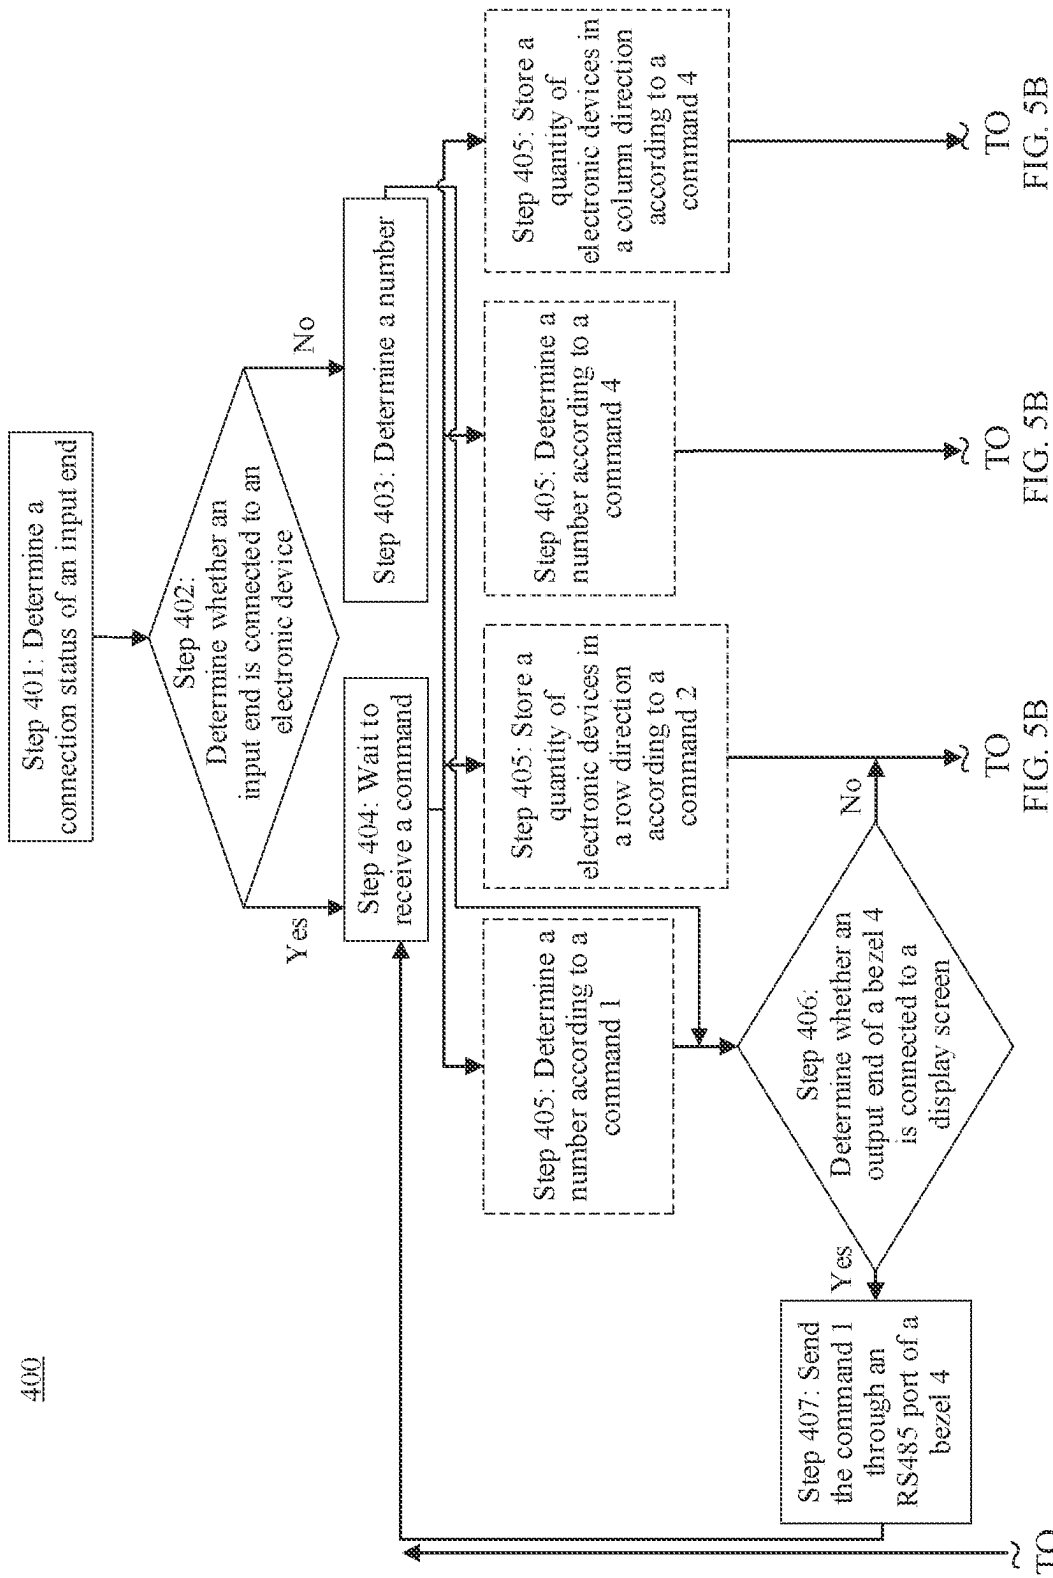 400
Step 401: Determine a
connection status of an input end
Step 402:
Determine whether an
input end is connected to an
electronic device
Yes
No
Step 404: Wait to
receive a command
Step 403: Determine a number
Step 405: Determine a
number according to a
command 1
Step 405: Store a
quantity of
electronic devices in
a row direction
according to a
command 2
Step 405: Determine a
number according to a
command 4
Step 405: Store a
quantity of
electronic devices in
a column direction
according to a
command 4
Step 406:
Determine whether an
output end of a bezel 4
is connected to a
display screen
Yes
No
Step 407: Send
the command 1
through an
RS485 port of a
bezel 4
TO
TO
FIG. 5B
TO
FIG. 5B
TO
FIG. 5B